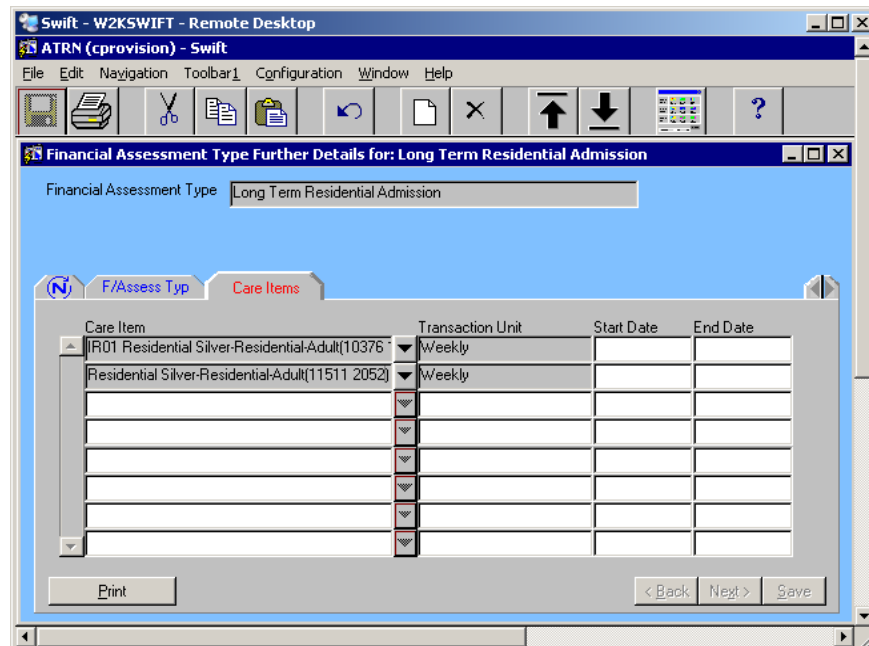 Swift - W2KSWIFT - Remote Desktop
ATRN (cprovision) - Swift
File Edit Navigation Toolbar1 Configuration Window Help
?
Financial Assessment Type Further Details for: Long Term Residential Admission
Financial Assessment Type Long Term Residential Admission
N F/Assess Typ Care Items
Care Item Transaction Unit Start Date End Date
IR01 Residential Silver-Residential-Adult(10376 Weekly
Residential Silver-Residential-Adult(11511 2052) Weekly
Print < Back Next > Save